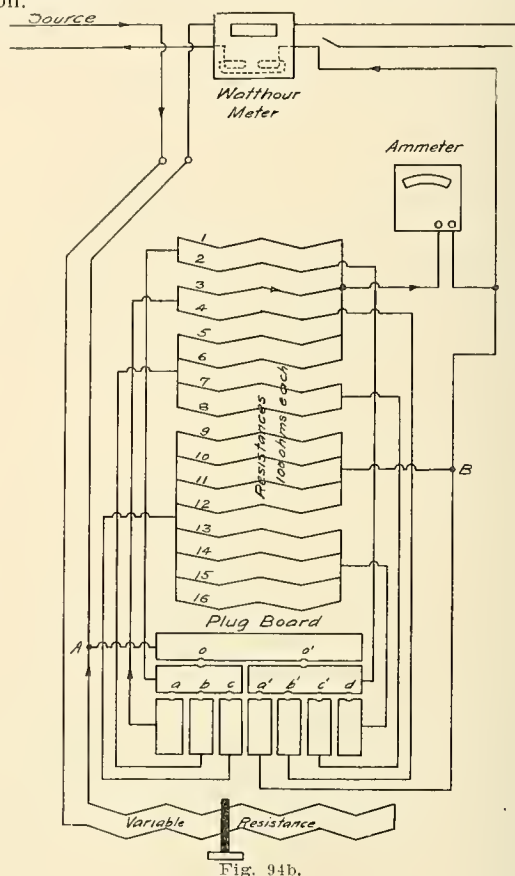 on.
Source
Watthour
Meter
Ammeter
1
2
3
4
5
6
7
8
9
10
11
12
13
14
15
16
Resistances
100 ohms each
B
Plug Board
A
o o'
a b c a' b' c' d
Variable Resistance
Fig. 94b.